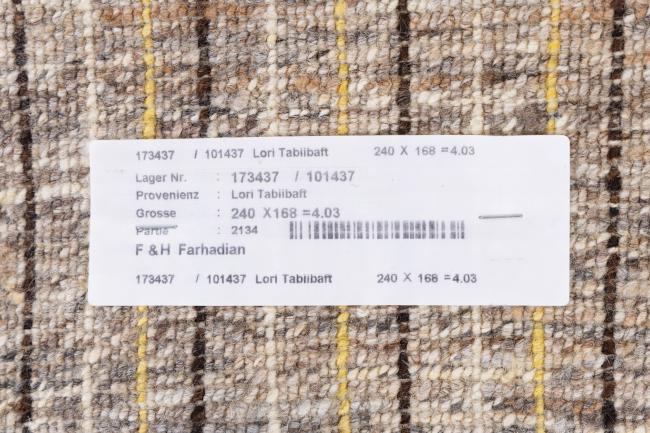 173437 / 101437 Lori Tabiibaft 240 X 168 =4.03
Lager Nr. : 173437 / 101437
Provenienz : Lori Tabiibaft
Grosse : 240 X168 =4.03
Partie : 2134
F & H Farhadian
173437 / 101437 Lori Tabiibaft 240 X 168 =4.03